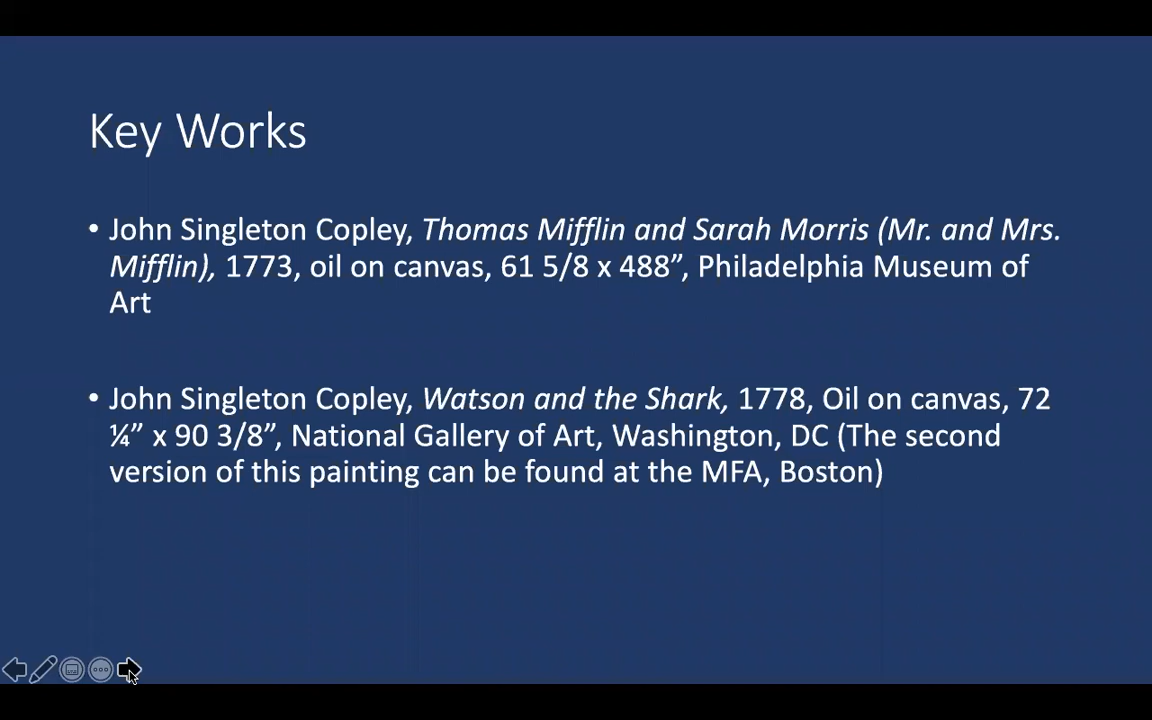 Key Works
• John Singleton Copley, Thomas Mifflin and Sarah Morris (Mr. and Mrs.
Mifflin), 1773, oil on canvas, 61 5/8 x 488”, Philadelphia Museum of
Art
• John Singleton Copley, Watson and the Shark, 1778, Oil on canvas, 72
¼” x 90 3/8”, National Gallery of Art, Washington, DC (The second
version of this painting can be found at the MFA, Boston)